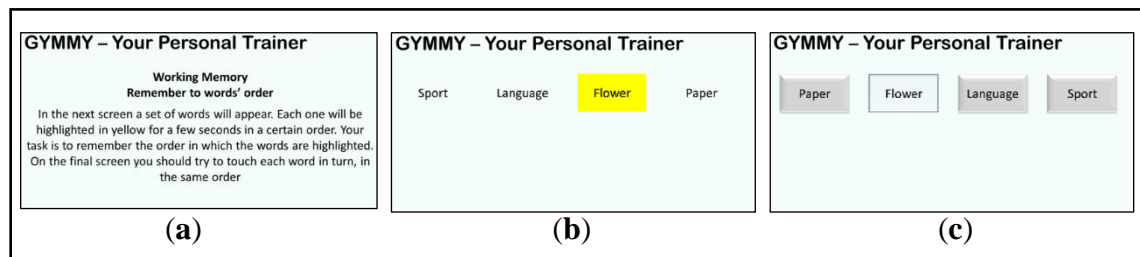 GYMMY – Your Personal Trainer
Working Memory
Remember to words' order
In the next screen a set of words will appear. Each one will be
highlighted in yellow for a few seconds in a certain order. Your
task is to remember the order in which the words are highlighted.
On the final screen you should try to touch each word in turn, in
the same order
(a)
GYMMY – Your Personal Trainer
Sport Language Flower Paper
(b)
GYMMY – Your Personal Trainer
Paper Flower Language Sport
(c)